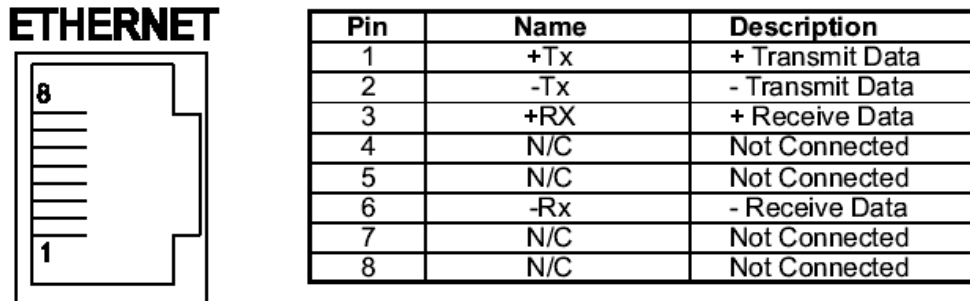 ETHERNET
8
1
Pin Name Description
1 +Tx + Transmit Data
2 -Tx - Transmit Data
3 +RX + Receive Data
4 N/C Not Connected
5 N/C Not Connected
6 -Rx - Receive Data
7 N/C Not Connected
8 N/C Not Connected